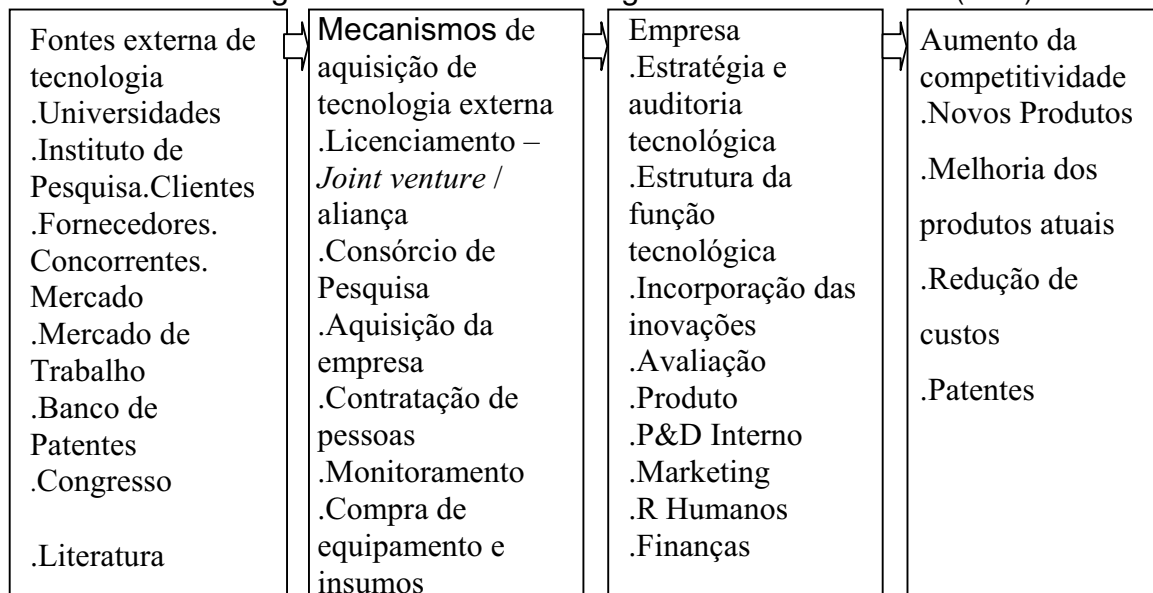 Fontes externa de
tecnologia
.Universidades
.Instituto de
Pesquisa.Clientes
.Fornecedores.
Concorrentes.
Mercado
.Mercado de
Trabalho
.Banco de
Patentes
.Congresso
.Literatura
Mecanismos de
aquisição de
tecnologia externa
.Licenciamento –
Joint venture /
aliança
.Consórcio de
Pesquisa
.Aquisição da
empresa
.Contratação de
pessoas
.Monitoramento
.Compra de
equipamento e
insumos
Empresa
.Estratégia e
auditoria
tecnológica
.Estrutura da
função
tecnológica
.Incorporação das
inovações
.Avaliação
.Produto
.P&D Interno
.Marketing
.R Humanos
.Finanças
Aumento da
competitividade
.Novos Produtos
.Melhoria dos
produtos atuais
.Redução de
custos
.Patentes